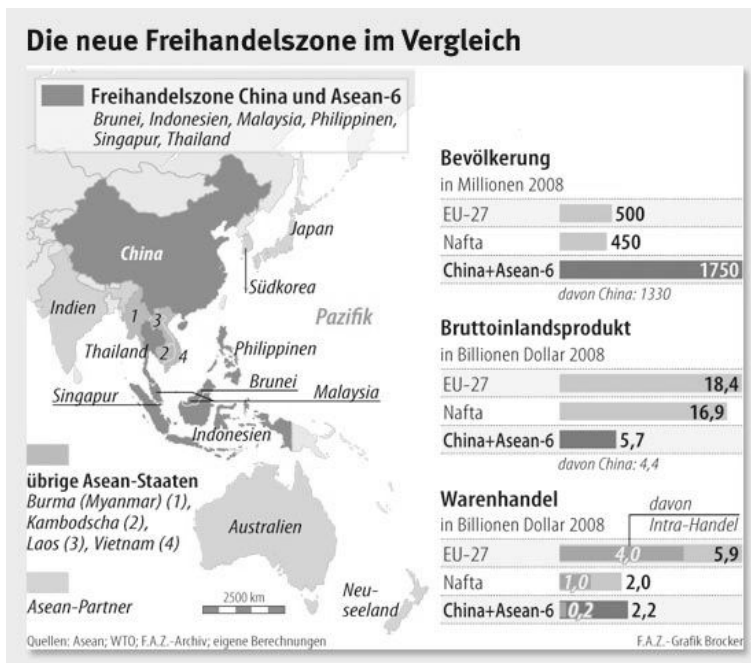 Die neue Freihandelszone im Vergleich
Freihandelszone China und Asean-6
Brunei, Indonesien, Malaysia, Philippinen,
Singapur, Thailand
China
Japan
Südkorea
Indien
Pazifik
1
3
2
4
Thailand
Philippinen
Brunei
Singapur
Malaysia
Indonesien
übrige Asean-Staaten
Burma (Myanmar) (1),
Kambodscha (2),
Laos (3), Vietnam (4)
Australien
Asean-Partner
2500 km
Neu-
seeland
Bevölkerung
in Millionen 2008
EU-27 500
Nafta 450
China+Asean-6 1750
davon China: 1330
Bruttoinlandsprodukt
in Billionen Dollar 2008
EU-27 18,4
Nafta 16,9
China+Asean-6 5,7
davon China: 4,4
Warenhandel
in Billionen Dollar 2008
davon
Intra-Handel
EU-27 4,0 5,9
Nafta 1,0 2,0
China+Asean-6 0,2 2,2
Quellen: Asean; WTO; F.A.Z.-Archiv; eigene Berechnungen
F.A.Z.-Grafik Brocker